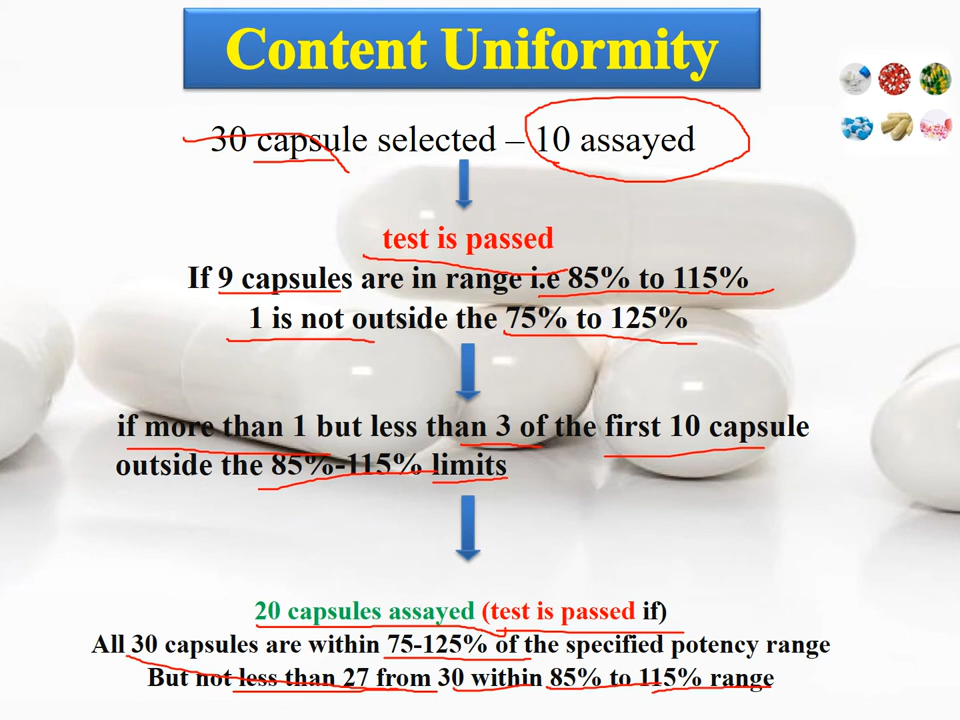 Content Uniformity
30 capsule selected – 10 assayed
test is passed
If 9 capsules are in range i.e 85% to 115%
1 is not outside the 75% to 125%
if more than 1 but less than 3 of the first 10 capsule
outside the 85%-115% limits
20 capsules assayed (test is passed if)
All 30 capsules are within 75-125% of the specified potency range
But not less than 27 from 30 within 85% to 115% range